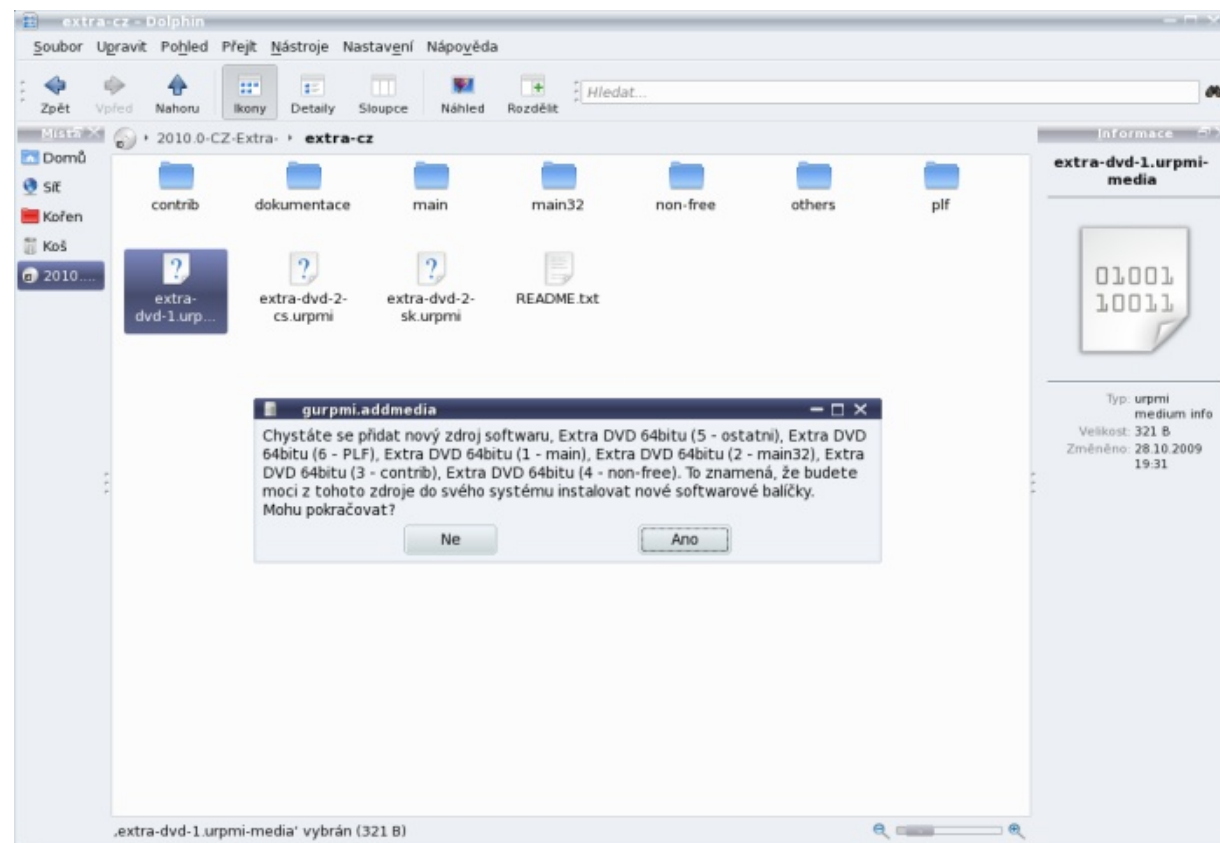 extra-cz – Dolphin
Soubor Upravit Pohled Přejít Nástroje Nastavení Nápověda
Zpět Vpřed Nahoru Ikony Detaily Sloupce Náhled Rozdělit Hledat...
Místa
2010.0-CZ-Extra- extra-cz
Informace
Domů
Síť
Kořen
Koš
2010....
contrib dokumentace main main32 non-free others plf
extra-dvd-1.urp...
extra-dvd-2-cs.urpmi
extra-dvd-2-sk.urpmi
README.txt
extra-dvd-1.urpmi-media
01001
10011
Typ: urpmi medium info
Velikost: 321 B
Změněno: 28.10.2009 19:31
gurpmi.addmedia
Chystáte se přidat nový zdroj softwaru, Extra DVD 64bitu (5 - ostatni), Extra DVD
64bitu (6 - PLF), Extra DVD 64bitu (1 - main), Extra DVD 64bitu (2 - main32), Extra
DVD 64bitu (3 - contrib), Extra DVD 64bitu (4 - non-free). To znamená, že budete
moci z tohoto zdroje do svého systému instalovat nové softwarové balíčky.
Mohu pokračovat?
Ne Ano
‚extra-dvd-1.urpmi-media‘ vybrán (321 B)